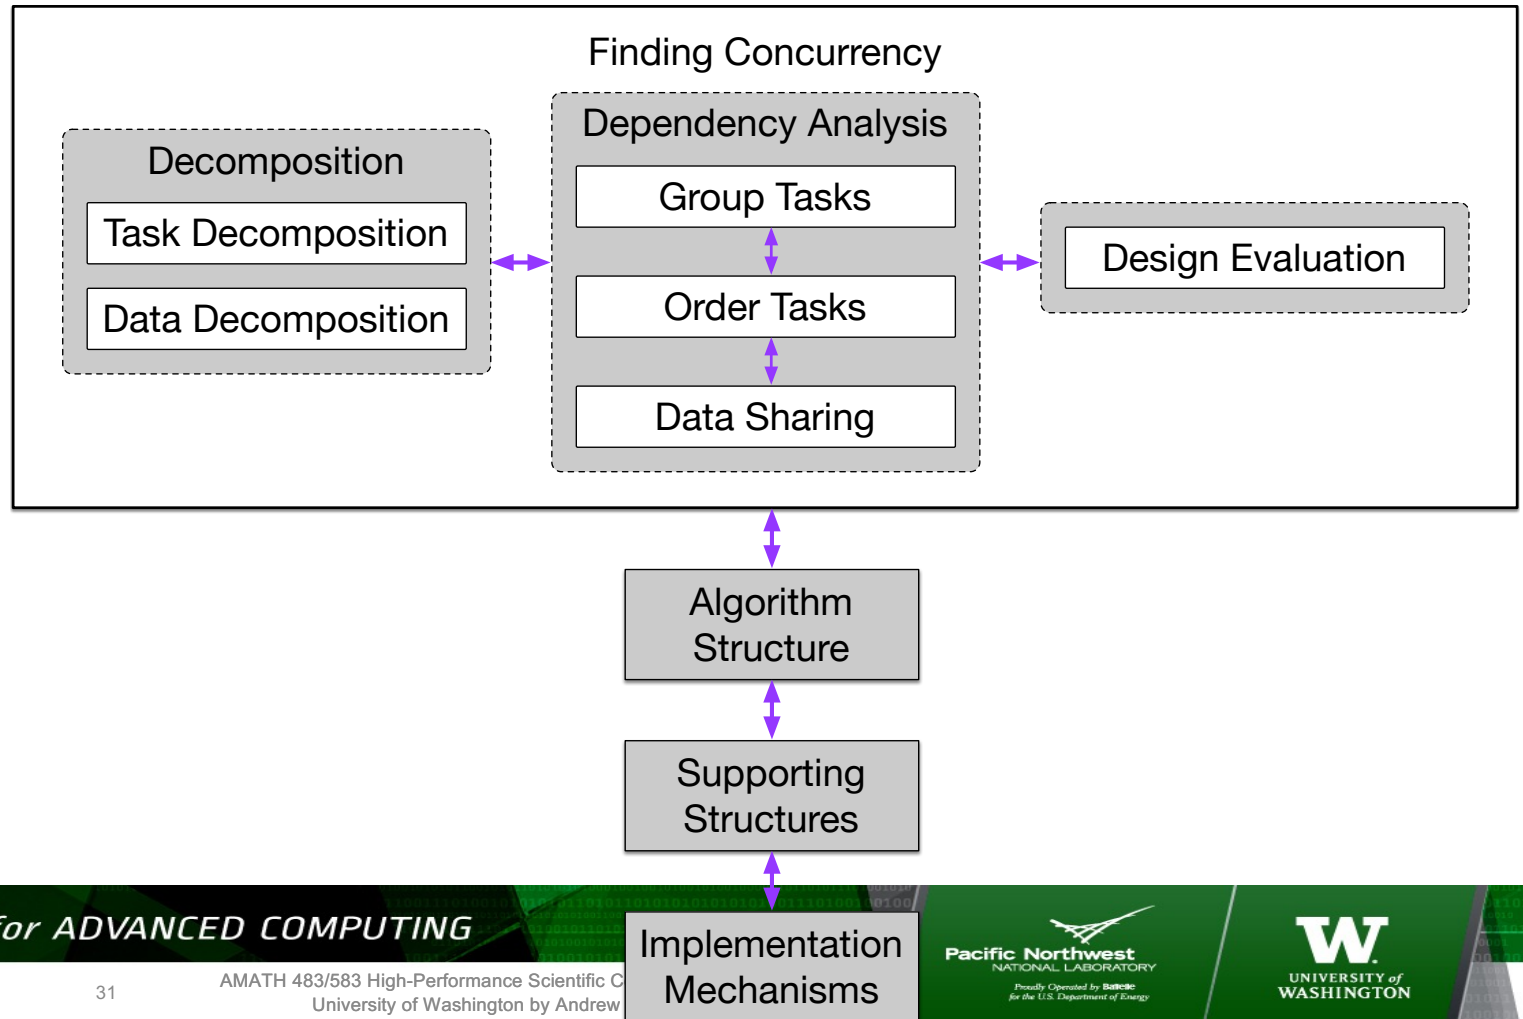 Finding Concurrency
Decomposition
Task Decomposition
Data Decomposition
Dependency Analysis
Group Tasks
Order Tasks
Data Sharing
Design Evaluation
Algorithm
Structure
Supporting
Structures
Implementation
Mechanisms
for ADVANCED COMPUTING
31
AMATH 483/583 High-Performance Scientific C
University of Washington by Andrew
Pacific Northwest
NATIONAL LABORATORY
Proudly Operated by Battelle
for the U.S. Department of Energy
W
UNIVERSITY of
WASHINGTON